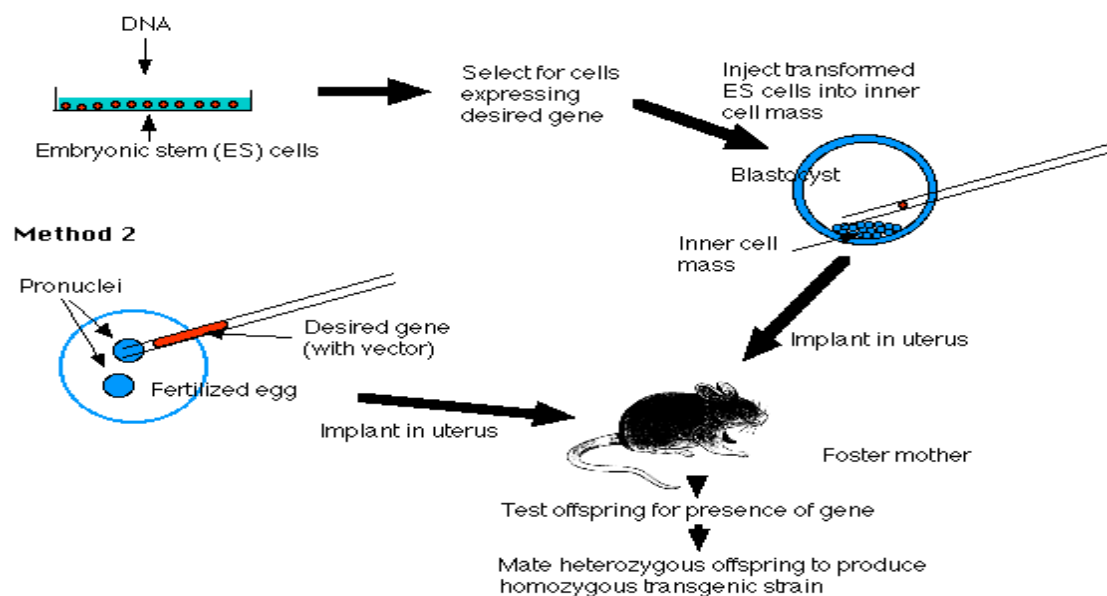 DNA
Embryonic stem (ES) cells
Select for cells
expressing
desired gene
Inject transformed
ES cells into inner
cell mass
Blastocyst
Inner cell
mass
Implant in uterus
Method 2
Pronuclei
Desired gene
(with vector)
Fertilized egg
Implant in uterus
Foster mother
Test offspring for presence of gene
Mate heterozygous offspring to produce
homozygous transgenic strain